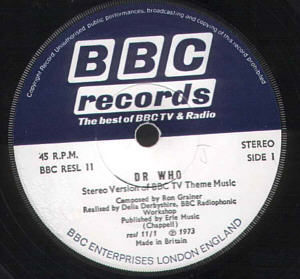 Copyright Record Unauthorised public performances, broadcasting and copying of this record prohibited
BBC
records
The best of BBC TV & Radio
45 R.P.M.
BBC RESL 11
STEREO
SIDE 1
DR WHO
Stereo Version of BBC TV Theme Music
Composed by Ron Grainer
Realised by Delia Derbyshire, BBC Radiophonic
Workshop
Published by Erle Music
(Chappell)
resl 11/1 Ⓟ 1973
Made in Britain
BBC ENTERPRISES LONDON ENGLAND